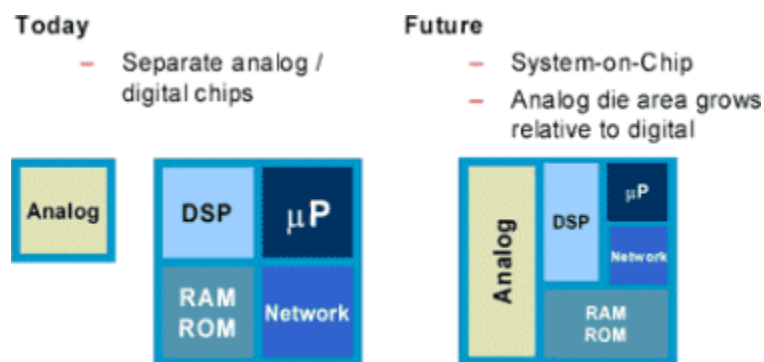 Today
– Separate analog /
digital chips
Analog
DSP
μP
RAM
ROM
Network
Future
– System-on-Chip
– Analog die area grows
relative to digital
Analog
DSP
μP
Network
RAM
ROM